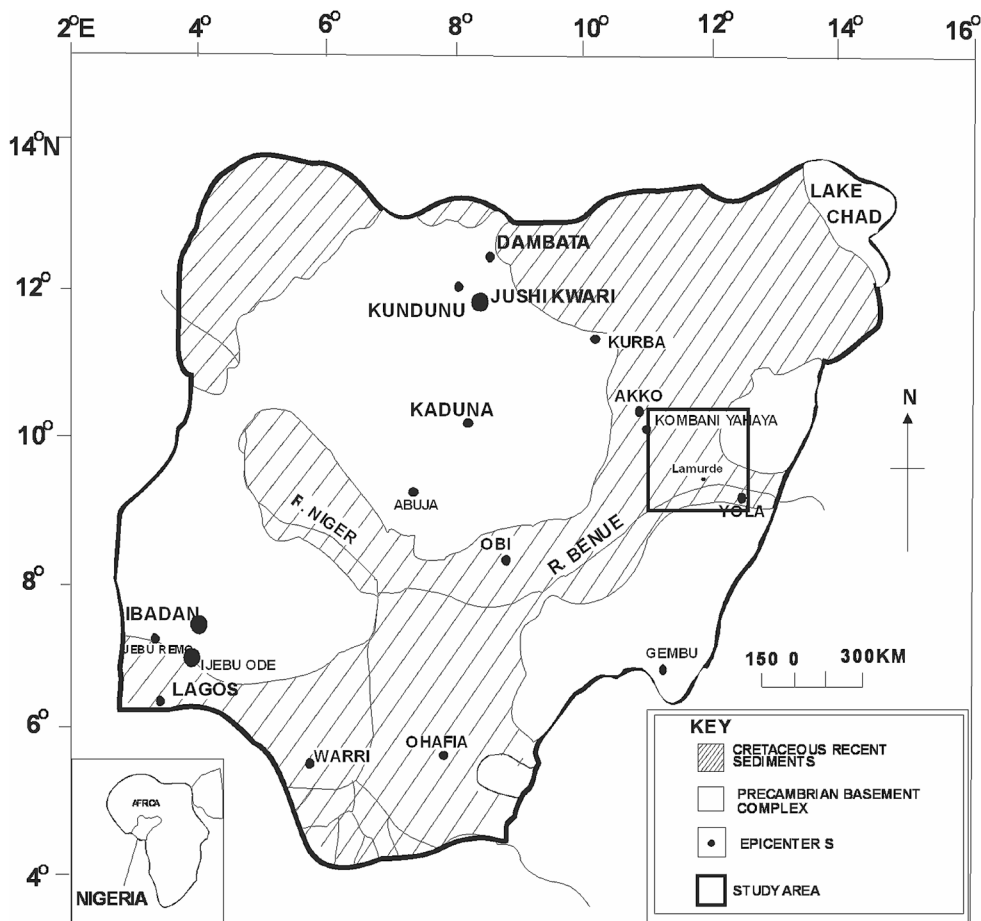 2°E 4° 8° 10° 12° 14° 16°
14°N
12°
10°
8°
6°
4°
LAKE
CHAD
DAMBATA
KUNDUNU
JUSHI KWARI
KURBA
AKKO
KADUNA
KOMBANI YAHAYA
Lamurde
ABUJA
YOLA
R. NIGER
OBI
R. BENUE
N
IBADAN
JEBU REMO
IJEBU ODE
LAGOS
GEMBU
150 0 300KM
WARRI
OHAFIA
AFRICA
NIGERIA
KEY
CRETACEOUS RECENT
SEDIMENTS
PRECAMBRIAN BASEMENT
COMPLEX
EPICENTER S
STUDY AREA